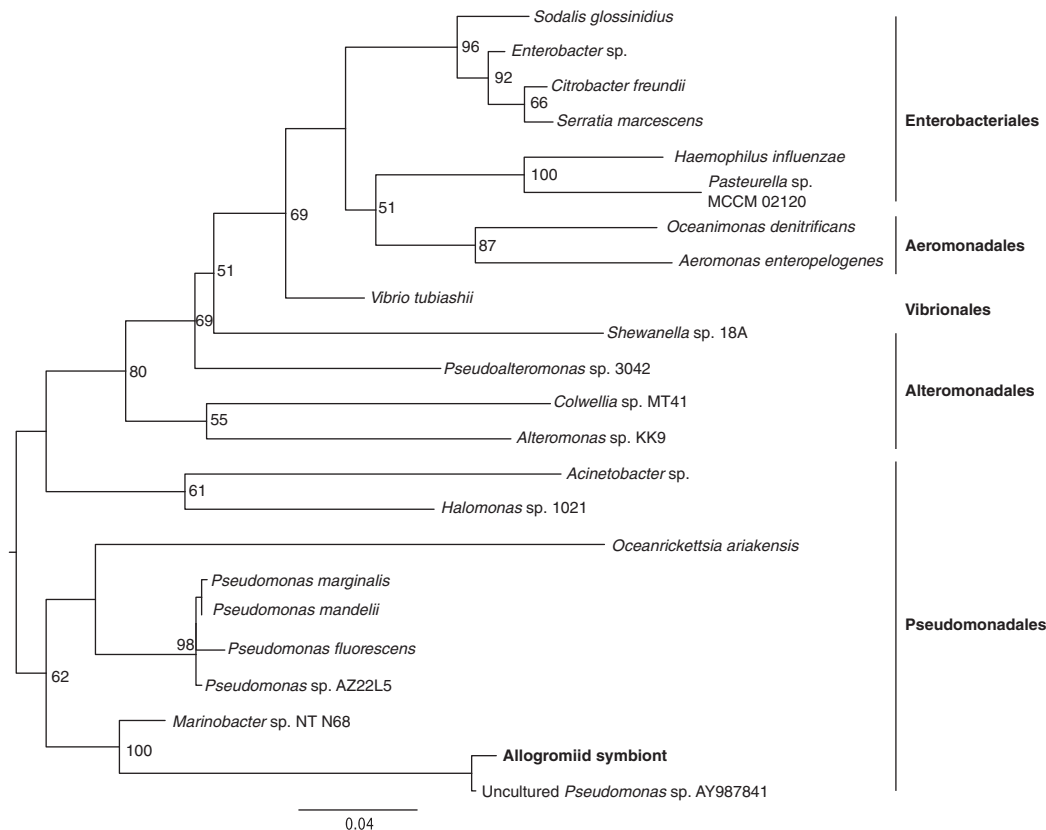 Sodalis glossinidius
96
Enterobacter sp.
92
Citrobacter freundii
66
Serratia marcescens
Enterobacteriales
Haemophilus influenzae
100
Pasteurella sp.
MCCM 02120
51
69
Oceanimonas denitrificans
87
Aeromonadales
Aeromonas enteropelogenes
51
Vibrio tubiashii
Vibrionales
69
Shewanella sp. 18A
80
Pseudoalteromonas sp. 3042
Alteromonadales
Colwellia sp. MT41
55
Alteromonas sp. KK9
Acinetobacter sp.
61
Halomonas sp. 1021
Oceanrickettsia ariakensis
Pseudomonas marginalis
Pseudomonas mandelii
Pseudomonadales
98
Pseudomonas fluorescens
62
Pseudomonas sp. AZ22L5
Marinobacter sp. NT N68
100
Allogromiid symbiont
Uncultured Pseudomonas sp. AY987841
0.04